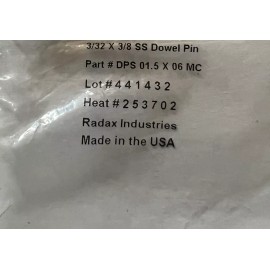 3/32 X 3/8 SS Dowel Pin
Part # DPS 01.5 X 06 MC
Lot # 4 4 1 4 3 2
Heat # 2 5 3 7 0 2
Radax Industries
Made in the USA